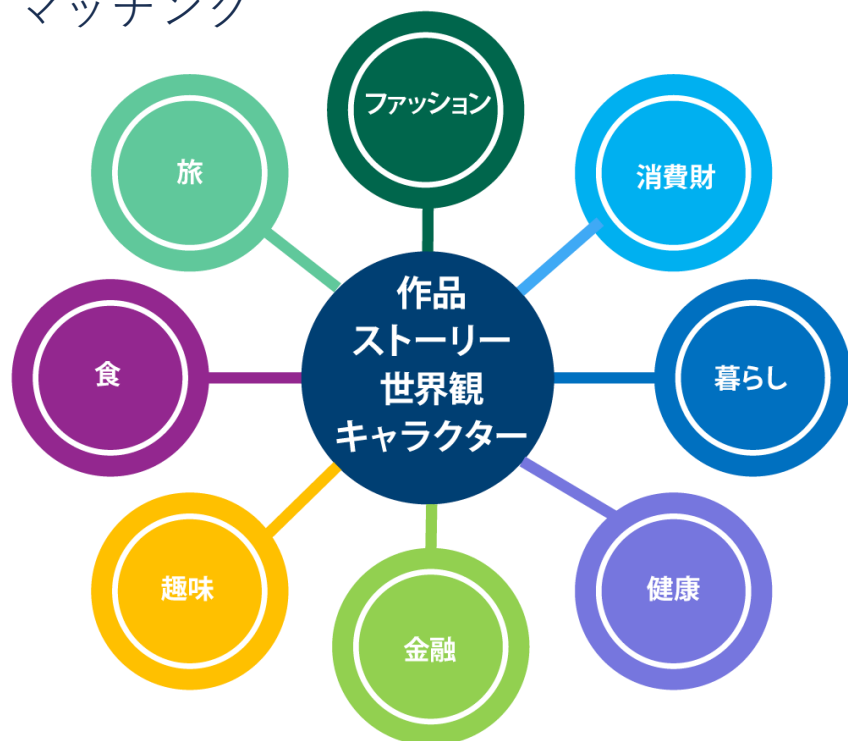 マッチング
ファッション
消費財
暮らし
健康
金融
趣味
食
旅
作品
ストーリー
世界観
キャラクター